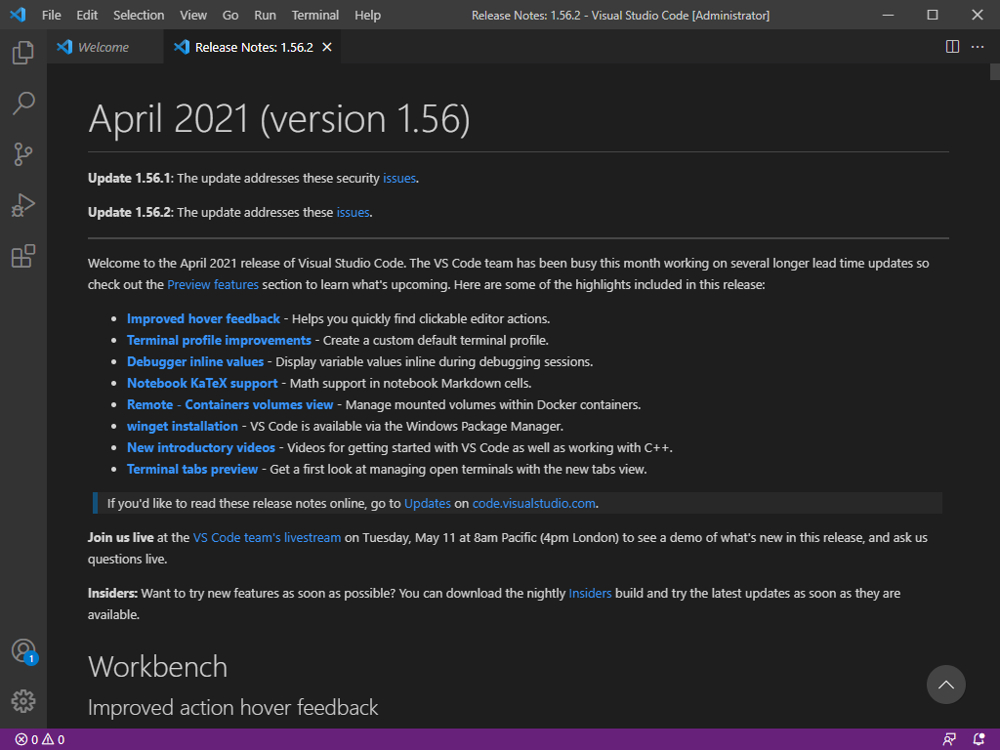 File Edit Selection View Go Run Terminal Help Release Notes: 1.56.2 - Visual Studio Code [Administrator]
Welcome Release Notes: 1.56.2
April 2021 (version 1.56)
Update 1.56.1: The update addresses these security issues.
Update 1.56.2: The update addresses these issues.
Welcome to the April 2021 release of Visual Studio Code. The VS Code team has been busy this month working on several longer lead time updates so
check out the Preview features section to learn what's upcoming. Here are some of the highlights included in this release:
• Improved hover feedback - Helps you quickly find clickable editor actions.
• Terminal profile improvements - Create a custom default terminal profile.
• Debugger inline values - Display variable values inline during debugging sessions.
• Notebook KaTeX support - Math support in notebook Markdown cells.
• Remote - Containers volumes view - Manage mounted volumes within Docker containers.
• winget installation - VS Code is available via the Windows Package Manager.
• New introductory videos - Videos for getting started with VS Code as well as working with C++.
• Terminal tabs preview - Get a first look at managing open terminals with the new tabs view.
If you'd like to read these release notes online, go to Updates on code.visualstudio.com.
Join us live at the VS Code team's livestream on Tuesday, May 11 at 8am Pacific (4pm London) to see a demo of what's new in this release, and ask us
questions live.
Insiders: Want to try new features as soon as possible? You can download the nightly Insiders build and try the latest updates as soon as they are
available.
Workbench
Improved action hover feedback
1
0 0